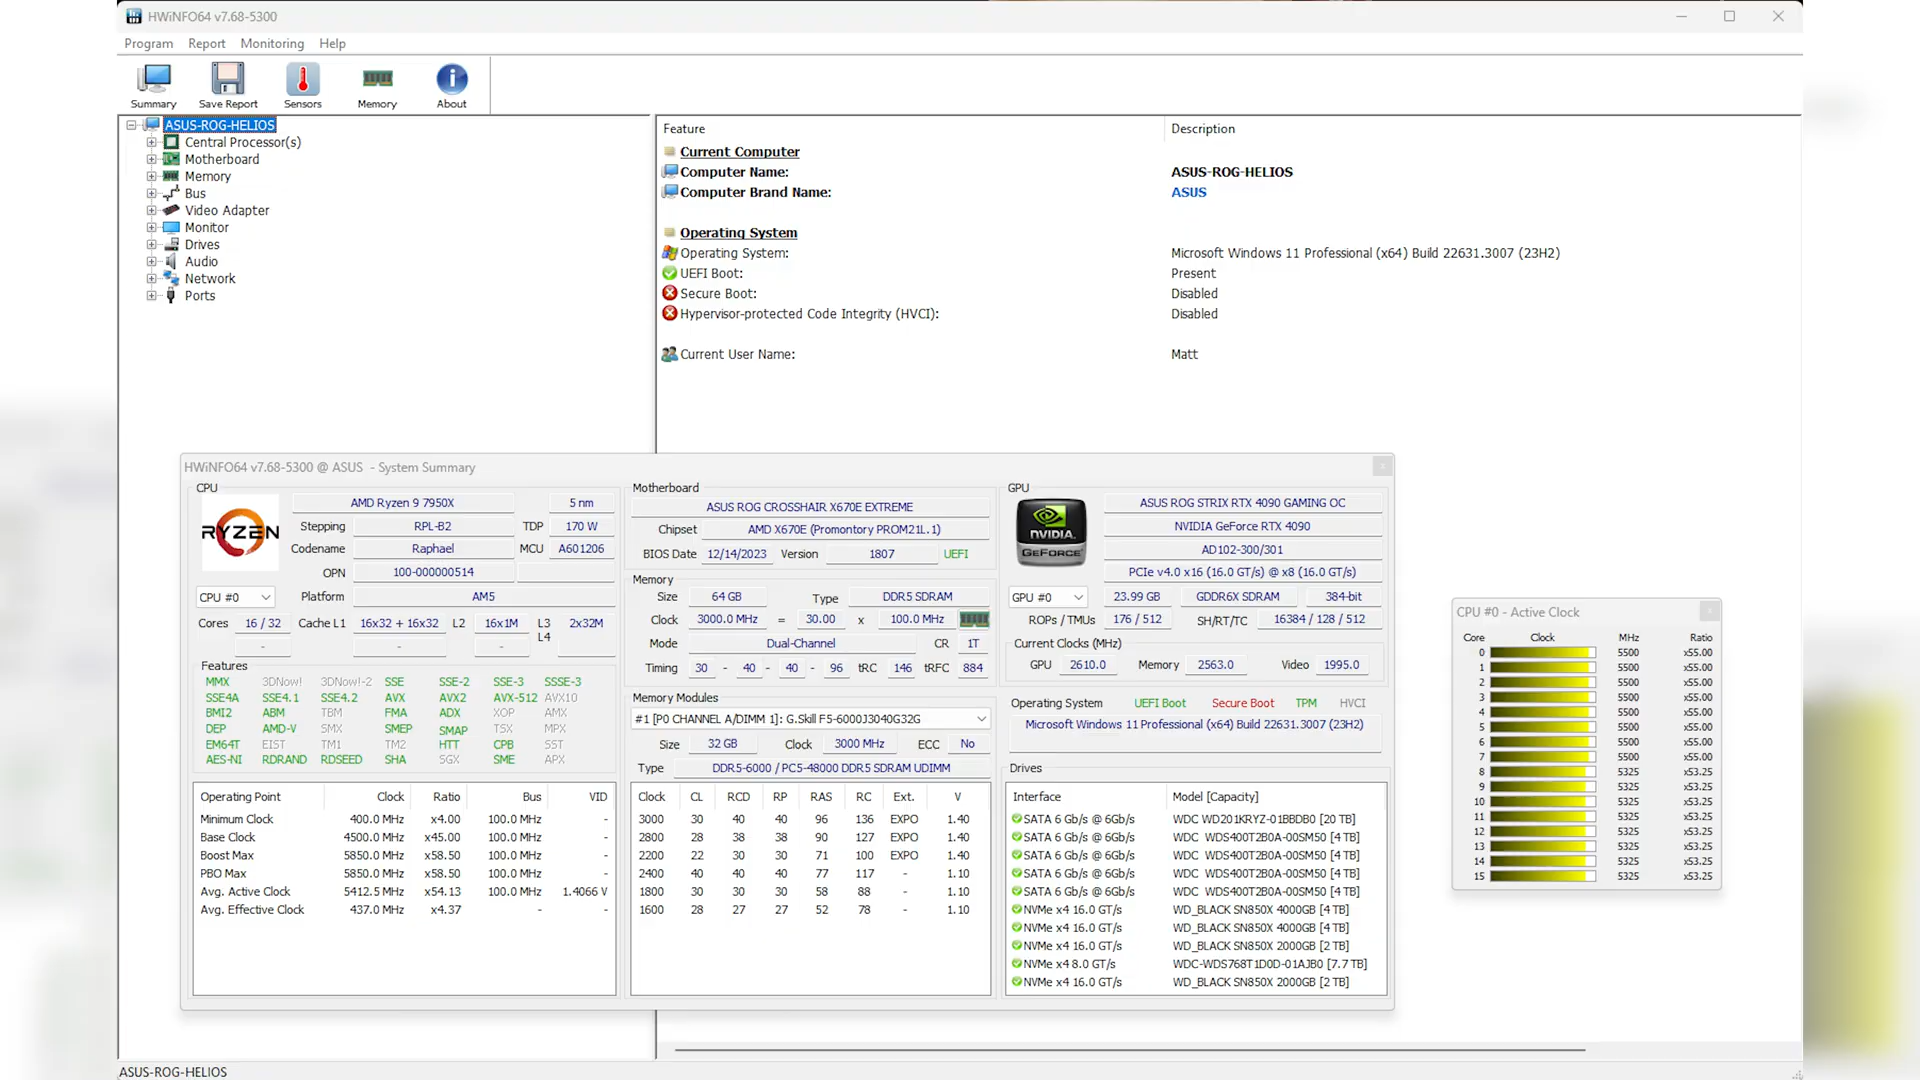 HWiNFO64 v7.68-5300
Program Report Monitoring Help
Summary Save Report Sensors Memory About
ASUS-ROG-HELIOS
Central Processor(s)
Motherboard
Memory
Bus
Video Adapter
Monitor
Drives
Audio
Network
Ports
Feature Description
Current Computer
Computer Name: ASUS-ROG-HELIOS
Computer Brand Name: ASUS
Operating System
Operating System: Microsoft Windows 11 Professional (x64) Build 22631.3007 (23H2)
UEFI Boot: Present
Secure Boot: Disabled
Hypervisor-protected Code Integrity (HVCI): Disabled
Current User Name: Matt
HWiNFO64 v7.68-5300 @ ASUS - System Summary
CPU
RYZEN
AMD Ryzen 9 7950X 5 nm
Stepping RPL-B2 TDP 170 W
Codename Raphael MCU A601206
OPN 100-000000514
CPU #0 Platform AM5
Cores 16 / 32 Cache L1 16x32 + 16x32 L2 16x1M L3 2x32M
- - - L4
Features
MMX 3DNow! 3DNow!-2 SSE SSE-2 SSE-3 SSSE-3
SSE4A SSE4.1 SSE4.2 AVX AVX2 AVX-512 AVX10
BMI2 ABM TBM FMA ADX XOP AMX
DEP AMD-V SMX SMEP SMAP TSX MPX
EM64T EIST TM1 TM2 HTT CPB SST
AES-NI RDRAND RDSEED SHA SGX SME APX
Operating Point Clock Ratio Bus VID
Minimum Clock 400.0 MHz x4.00 100.0 MHz -
Base Clock 4500.0 MHz x45.00 100.0 MHz -
Boost Max 5850.0 MHz x58.50 100.0 MHz -
PBO Max 5850.0 MHz x58.50 100.0 MHz -
Avg. Active Clock 5412.5 MHz x54.13 100.0 MHz 1.4066 V
Avg. Effective Clock 437.0 MHz x4.37 - -
Motherboard
ASUS ROG CROSSHAIR X670E EXTREME
Chipset AMD X670E (Promontory PROM21L.1)
BIOS Date 12/14/2023 Version 1807 UEFI
Memory
Size 64 GB Type DDR5 SDRAM
Clock 3000.0 MHz = 30.00 x 100.0 MHz
Mode Dual-Channel CR 1T
Timing 30 - 40 - 40 - 96 tRC 146 tRFC 884
Memory Modules
#1 [P0 CHANNEL A/DIMM 1]: G.Skill F5-6000J3040G32G
Size 32 GB Clock 3000 MHz ECC No
Type DDR5-6000 / PC5-48000 DDR5 SDRAM UDIMM
Clock CL RCD RP RAS RC Ext. V
3000 30 40 40 96 136 EXPO 1.40
2800 28 38 38 90 127 EXPO 1.40
2200 22 30 30 71 100 EXPO 1.40
2400 40 40 40 77 117 - 1.10
1800 30 30 30 58 88 - 1.10
1600 28 27 27 52 78 - 1.10
GPU
NVIDIA.
GEFORCE
ASUS ROG STRIX RTX 4090 GAMING OC
NVIDIA GeForce RTX 4090
AD102-300/301
PCIe v4.0 x16 (16.0 GT/s) @ x8 (16.0 GT/s)
GPU #0 23.99 GB GDDR6X SDRAM 384-bit
ROPs / TMUs 176 / 512 SH/RT/TC 16384 / 128 / 512
Current Clocks (MHz)
GPU 2610.0 Memory 2563.0 Video 1995.0
Operating System UEFI Boot Secure Boot TPM HVCI
Microsoft Windows 11 Professional (x64) Build 22631.3007 (23H2)
Drives
Interface Model [Capacity]
SATA 6 Gb/s @ 6Gb/s WDC WD201KRYZ-01BBDB0 [20 TB]
SATA 6 Gb/s @ 6Gb/s WDC WDS400T2B0A-00SM50 [4 TB]
SATA 6 Gb/s @ 6Gb/s WDC WDS400T2B0A-00SM50 [4 TB]
SATA 6 Gb/s @ 6Gb/s WDC WDS400T2B0A-00SM50 [4 TB]
SATA 6 Gb/s @ 6Gb/s WDC WDS400T2B0A-00SM50 [4 TB]
NVMe x4 16.0 GT/s WD_BLACK SN850X 4000GB [4 TB]
NVMe x4 16.0 GT/s WD_BLACK SN850X 4000GB [4 TB]
NVMe x4 16.0 GT/s WD_BLACK SN850X 2000GB [2 TB]
NVMe x4 8.0 GT/s WDC-WDS768T1D0D-01AJB0 [7.7 TB]
NVMe x4 16.0 GT/s WD_BLACK SN850X 2000GB [2 TB]
CPU #0 - Active Clock
Core Clock MHz Ratio
0 5500 x55.00
1 5500 x55.00
2 5500 x55.00
3 5500 x55.00
4 5500 x55.00
5 5500 x55.00
6 5500 x55.00
7 5500 x55.00
8 5325 x53.25
9 5325 x53.25
10 5325 x53.25
11 5325 x53.25
12 5325 x53.25
13 5325 x53.25
14 5325 x53.25
15 5325 x53.25
ASUS-ROG-HELIOS